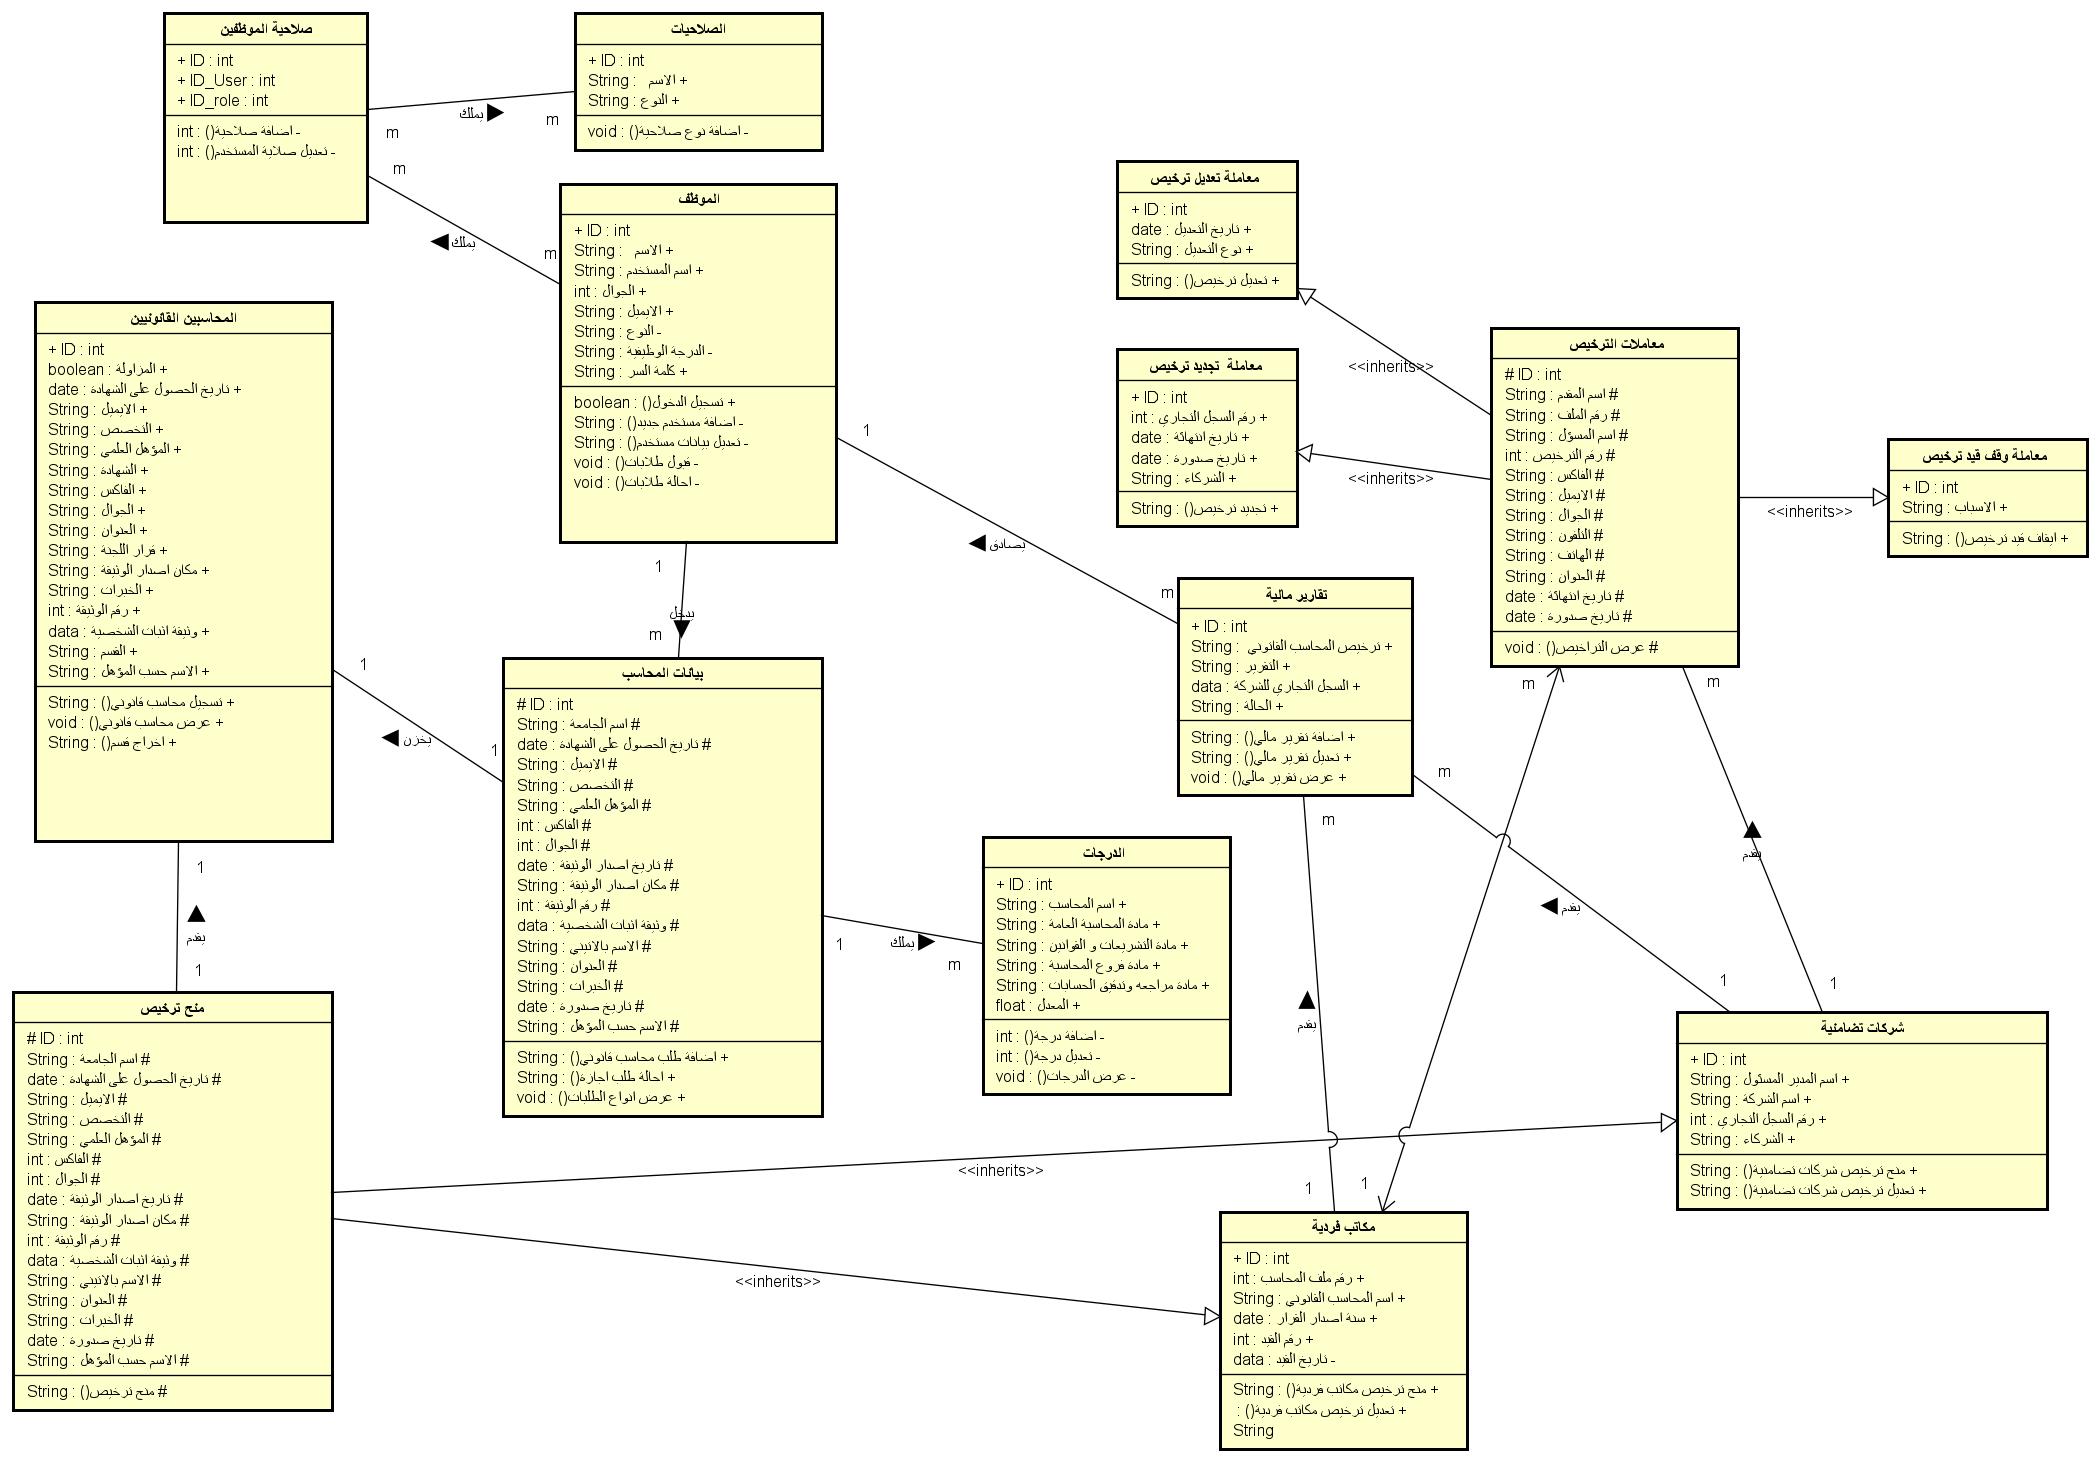 صلاحية الموظفين
+ ID : int
+ ID_User : int
+ ID_role : int
- اضافة صلاحية() : int
- تعديل صلاية المستخدم() : int
الصلاحيات
+ ID : int
+ الاسم : String
+ النوع : String
- اضافة نوع صلاحية() : void
يملك
m
m
m
يملك
m
الموظف
+ ID : int
+ الاسم : String
+ اسم المستخدم : String
+ الجوال : int
+ الايميل : String
- النوع : String
- الدرجة الوظيفية : String
+ كلمة السر : String
+ تسجيل الدخول() : boolean
- اضافة مستخدم جديد() : String
- تعديل بيانات مستخدم() : String
- قبول طلابات() : void
- احالة طلابات() : void
معاملة تعديل ترخيص
+ ID : int
+ تاريخ التعديل : date
+ نوع التعديل : String
+ تعديل ترخيص() : String
معاملة تجديد ترخيص
+ ID : int
+ رقم السجل التجاري : int
+ تاريخ انتهائة : date
+ تاريخ صدورة : date
+ الشركاء : String
+ تجديد ترخيص() : String
<<inherits>>
<<inherits>>
معاملات الترخيص
# ID : int
# اسم المقدم : String
# رقم الملف : String
# اسم المسؤل : String
# رقم الترخيص : int
# الفاكس : String
# الايميل : String
# الجوال : String
# التلفون : String
# الهاتف : String
# العنوان : String
# تاريخ انتهائة : date
# تاريخ صدورة : date
# عرض التراخيص() : void
<<inherits>>
معاملة وقف قيد ترخيص
+ ID : int
+ الاسباب : String
+ ايقاف قيد ترخيص() : String
المحاسبين القانونيين
+ ID : int
+ المزاولة : boolean
+ تاريخ الحصول على الشهادة : date
+ الايميل : String
+ التخصص : String
+ المؤهل العلمي : String
+ الشهادة : String
+ الفاكس : String
+ الجوال : String
+ العنوان : String
+ قرار اللجنة : String
+ مكان اصدار الوثيقة : String
+ الخبرات : String
+ رقم الوثيقة : int
+ وثيقة اثبات الشخصية : data
+ القسم : String
+ الاسم حسب المؤهل : String
+ تسجيل محاسب قانوني() : String
+ عرض محاسب قانوني() : void
+ اخراج قسم() : String
1
يصادق
m
1
يدخل
m
1
يخزن
1
بيانات المحاسب
# ID : int
# اسم الجامعة : String
# تاريخ الحصول على الشهادة : date
# الايميل : String
# التخصص : String
# المؤهل العلمي : String
# الفاكس : int
# الجوال : int
# تاريخ اصدار الوثيقة : date
# مكان اصدار الوثيقة : String
# رقم الوثيقة : int
# وثيقة اثبات الشخصية : data
# الاسم بالاتيني : String
# العنوان : String
# الخبرات : String
# تاريخ صدورة : date
# الاسم حسب المؤهل : String
+ اضافة طلب محاسب قانوني() : String
+ احالة طلب اجازة() : String
+ عرض انواع الطلبات() : void
تقارير مالية
+ ID : int
+ ترخيص المحاسب القانوني : String
+ التقرير : String
+ السجل التجاري للشركة : data
+ الحالة : String
+ اضافة تقرير مالي() : String
+ تعديل تقرير مالي() : String
+ عرض تقرير مالي() : void
1
يملك
m
الدرجات
+ ID : int
+ اسم المحاسب : String
+ مادة المحاسبة العامة : String
+ مادة التشريعات و القوانين : String
+ مادة فروع المحاسبة : String
+ مادة مراجعه وتدقيق الحسابات : String
+ المعدل : float
- اضافة درجة() : int
- تعديل درجة() : int
- عرض الدرجات() : void
m
يقدم
1
m
يقدم
1
m
1
m
يقدم
1
1
يقدم
1
منح ترخيص
# ID : int
# اسم الجامعة : String
# تاريخ الحصول على الشهادة : date
# الايميل : String
# التخصص : String
# المؤهل العلمي : String
# الفاكس : int
# الجوال : int
# تاريخ اصدار الوثيقة : date
# مكان اصدار الوثيقة : String
# رقم الوثيقة : int
# وثيقة اثبات الشخصية : data
# الاسم بالاتيني : String
# العنوان : String
# الخبرات : String
# تاريخ صدورة : date
# الاسم حسب المؤهل : String
# منح ترخيص() : String
<<inherits>>
<<inherits>>
شركات تضامنية
+ ID : int
+ اسم المدير المسئول : String
+ اسم الشركة : String
+ رقم السجل التجاري : int
+ الشركاء : String
+ منح ترخيص شركات تضامنية() : String
+ تعديل ترخيص شركات تضامنية() : String
مكاتب فردية
+ ID : int
+ رقم ملف المحاسب : int
+ اسم المحاسب القانوني : String
+ سنة اصدار القرار : date
+ رقم القيد : int
- تاريخ القيد : data
+ منح ترخيص مكاتب فردية() : String
+ تعديل ترخيص مكاتب فردية() :
String